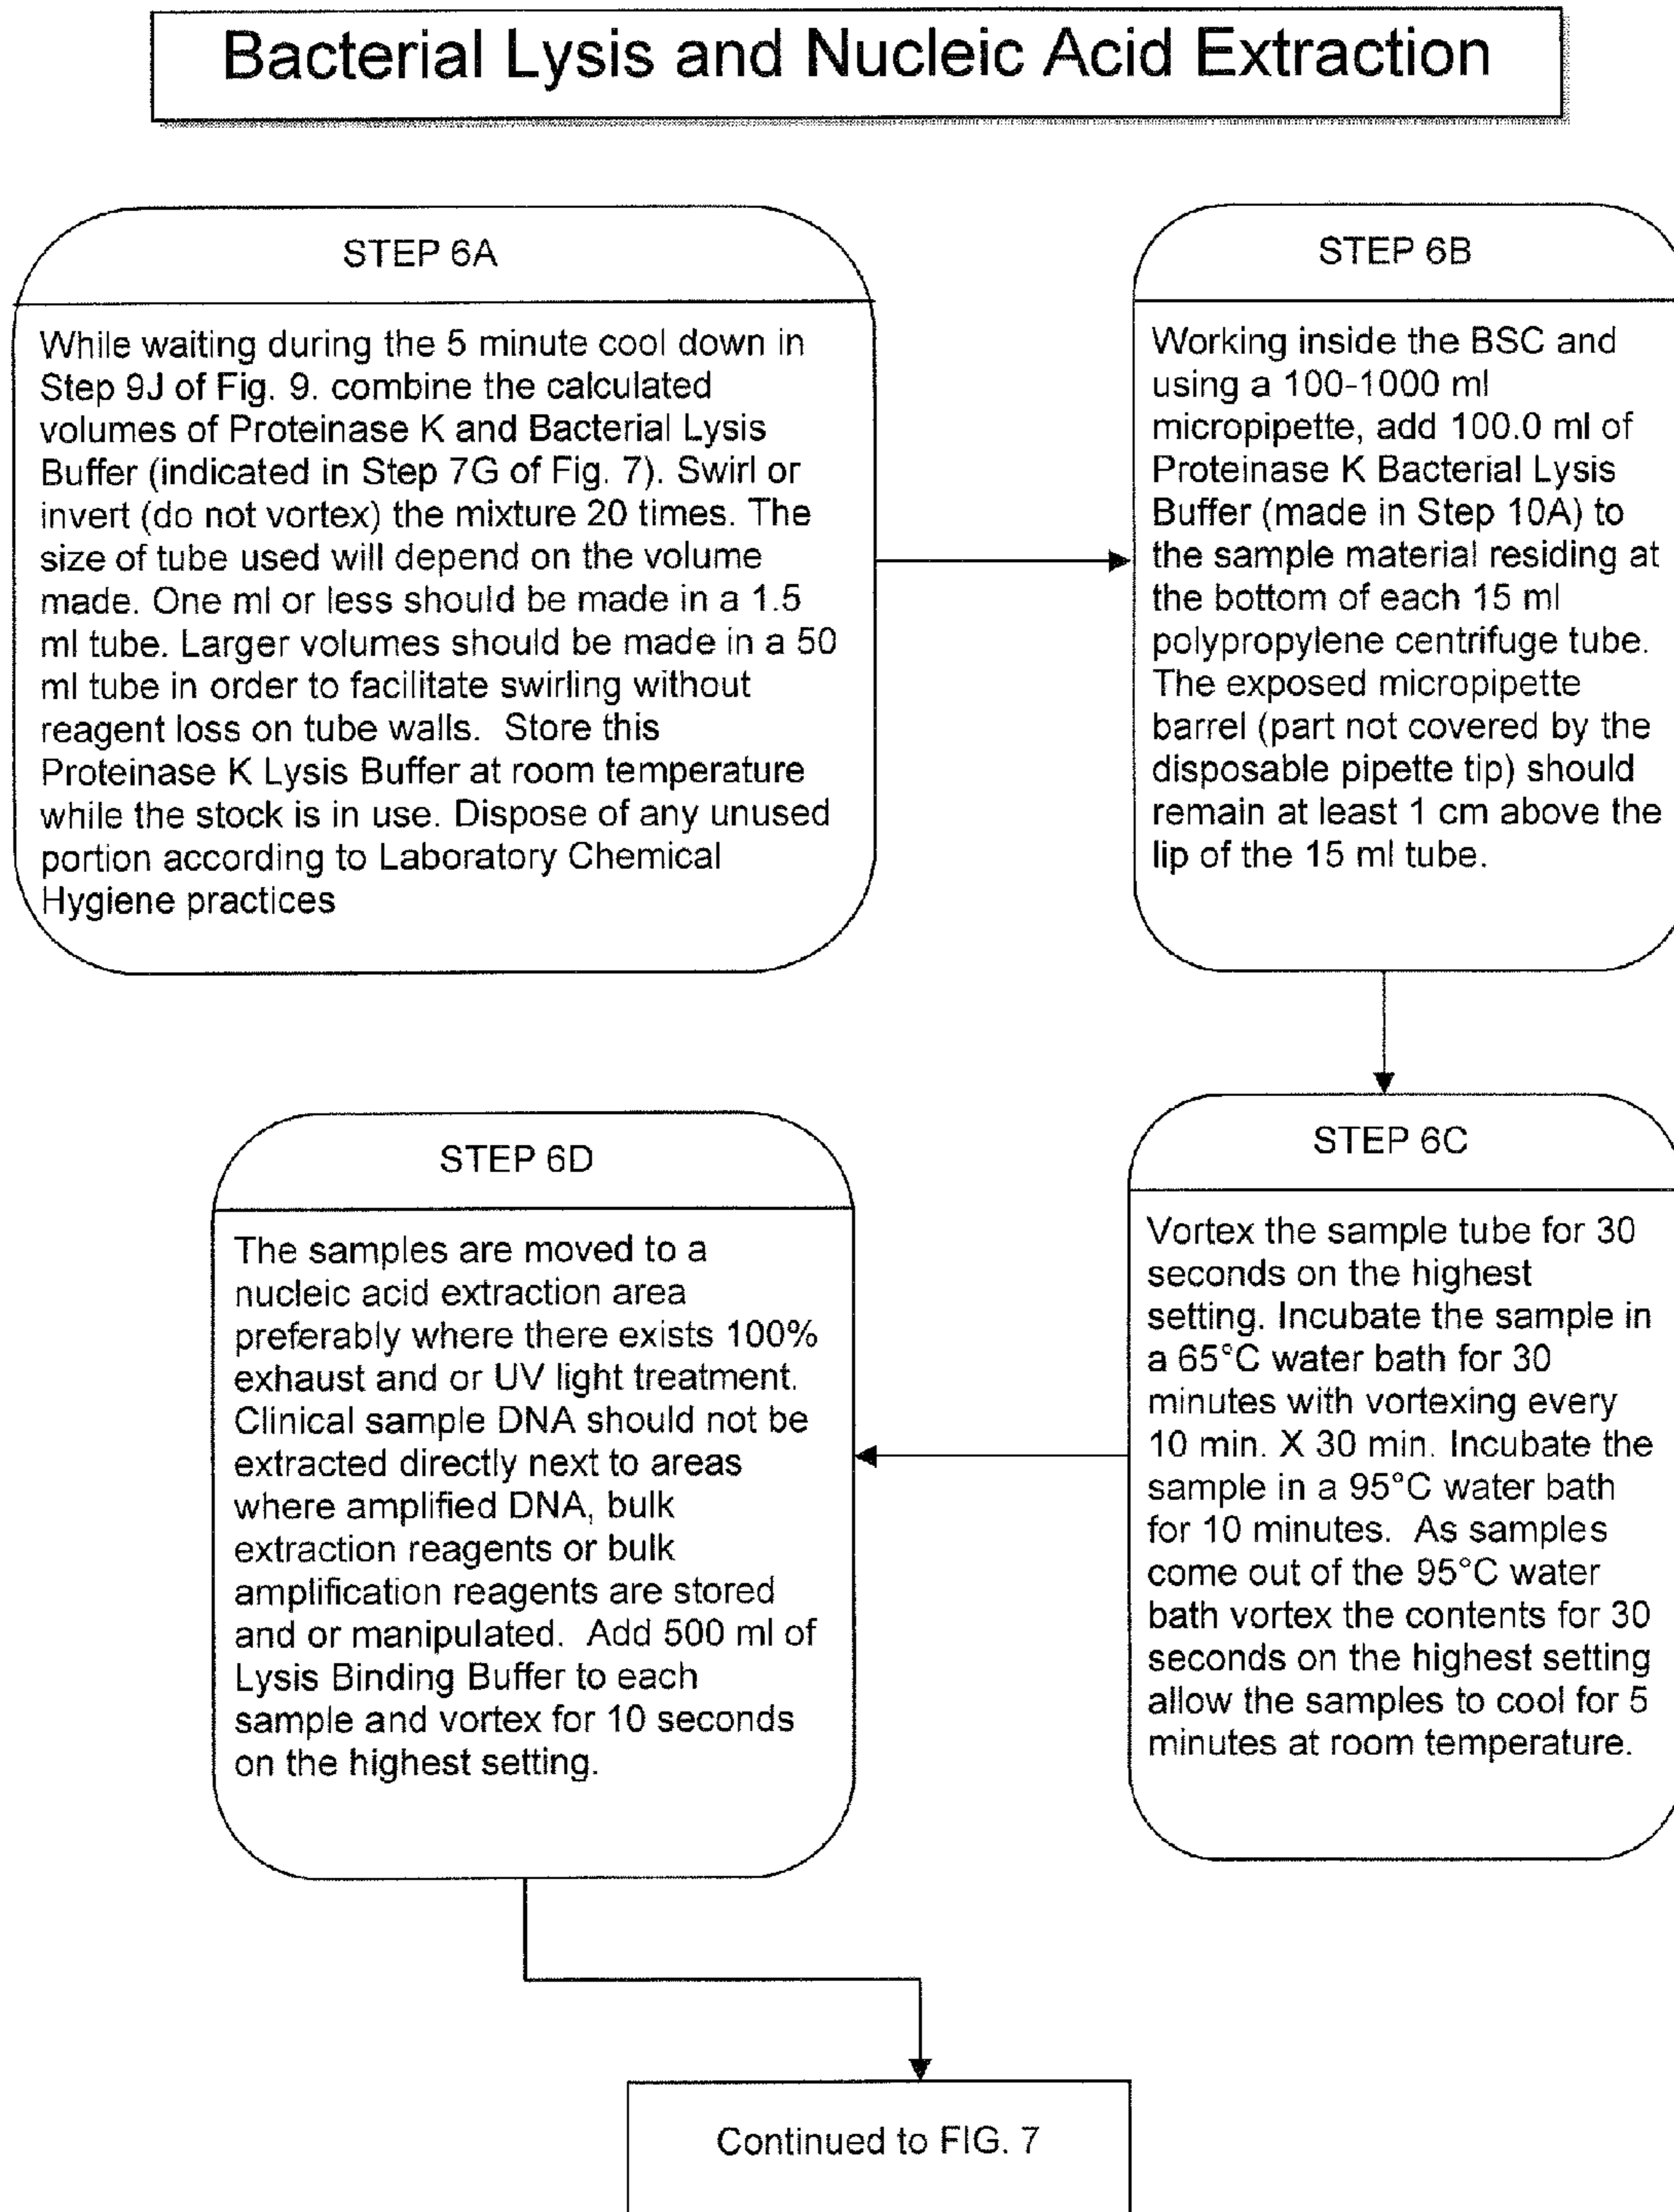 Bacterial Lysis and Nucleic Acid Extraction
STEP 6A
While waiting during the 5 minute cool down in
Step 9J of Fig. 9. combine the calculated
volumes of Proteinase K and Bacterial Lysis
Buffer (indicated in Step 7G of Fig. 7). Swirl or
invert (do not vortex) the mixture 20 times. The
size of tube used will depend on the volume
made. One ml or less should be made in a 1.5
ml tube. Larger volumes should be made in a 50
ml tube in order to facilitate swirling without
reagent loss on tube walls. Store this
Proteinase K Lysis Buffer at room temperature
while the stock is in use. Dispose of any unused
portion according to Laboratory Chemical
Hygiene practices
STEP 6B
Working inside the BSC and
using a 100-1000 ml
micropipette, add 100.0 ml of
Proteinase K Bacterial Lysis
Buffer (made in Step 10A) to
the sample material residing at
the bottom of each 15 ml
polypropylene centrifuge tube.
The exposed micropipette
barrel (part not covered by the
disposable pipette tip) should
remain at least 1 cm above the
lip of the 15 ml tube.
STEP 6C
Vortex the sample tube for 30
seconds on the highest
setting. Incubate the sample in
a 65°C water bath for 30
minutes with vortexing every
10 min. X 30 min. Incubate the
sample in a 95°C water bath
for 10 minutes. As samples
come out of the 95°C water
bath vortex the contents for 30
seconds on the highest setting
allow the samples to cool for 5
minutes at room temperature.
STEP 6D
The samples are moved to a
nucleic acid extraction area
preferably where there exists 100%
exhaust and or UV light treatment.
Clinical sample DNA should not be
extracted directly next to areas
where amplified DNA, bulk
extraction reagents or bulk
amplification reagents are stored
and or manipulated. Add 500 ml of
Lysis Binding Buffer to each
sample and vortex for 10 seconds
on the highest setting.
Continued to FIG. 7